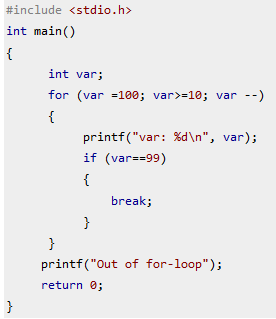 #include <stdio.h>
int main()
{
int var;
for (var =100; var>=10; var --)
{
printf("var: %d\n", var);
if (var==99)
{
break;
}
}
printf("Out of for-loop");
return 0;
}